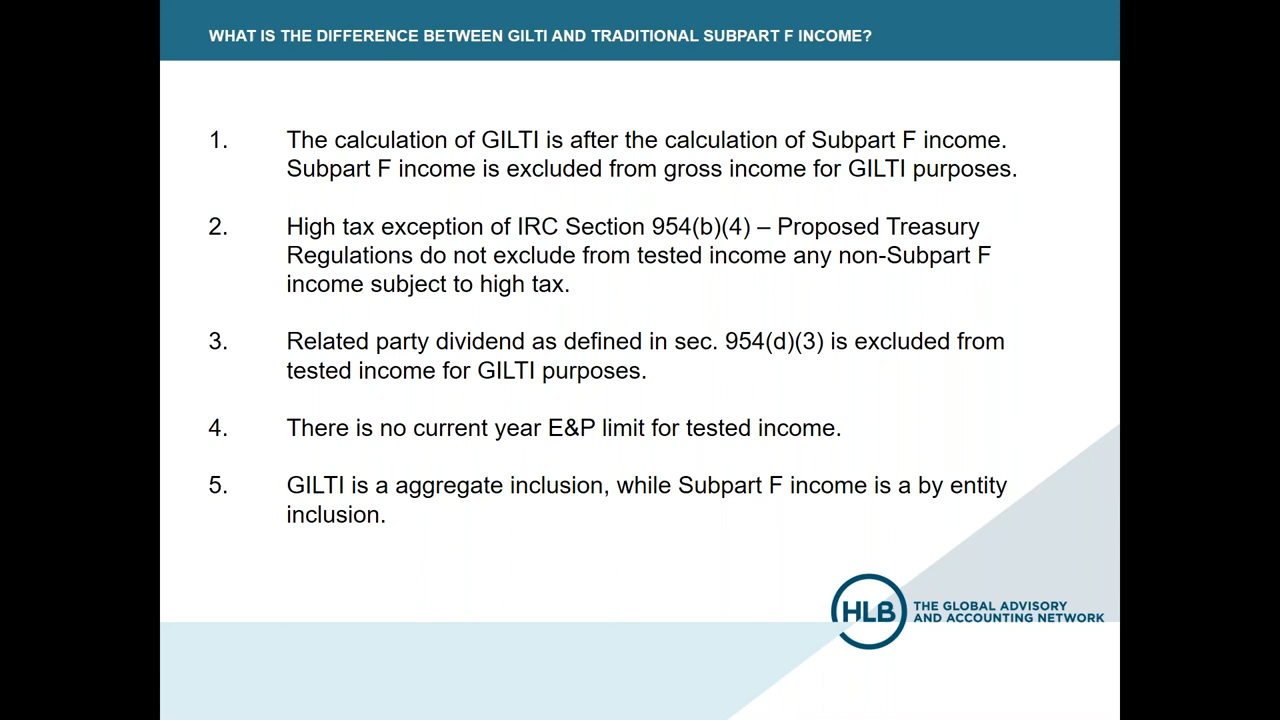 WHAT IS THE DIFFERENCE BETWEEN GILTI AND TRADITIONAL SUBPART F INCOME?
1. The calculation of GILTI is after the calculation of Subpart F income.
Subpart F income is excluded from gross income for GILTI purposes.
2. High tax exception of IRC Section 954(b)(4) – Proposed Treasury
Regulations do not exclude from tested income any non-Subpart F
income subject to high tax.
3. Related party dividend as defined in sec. 954(d)(3) is excluded from
tested income for GILTI purposes.
4. There is no current year E&P limit for tested income.
5. GILTI is a aggregate inclusion, while Subpart F income is a by entity
inclusion.
HLB THE GLOBAL ADVISORY
AND ACCOUNTING NETWORK